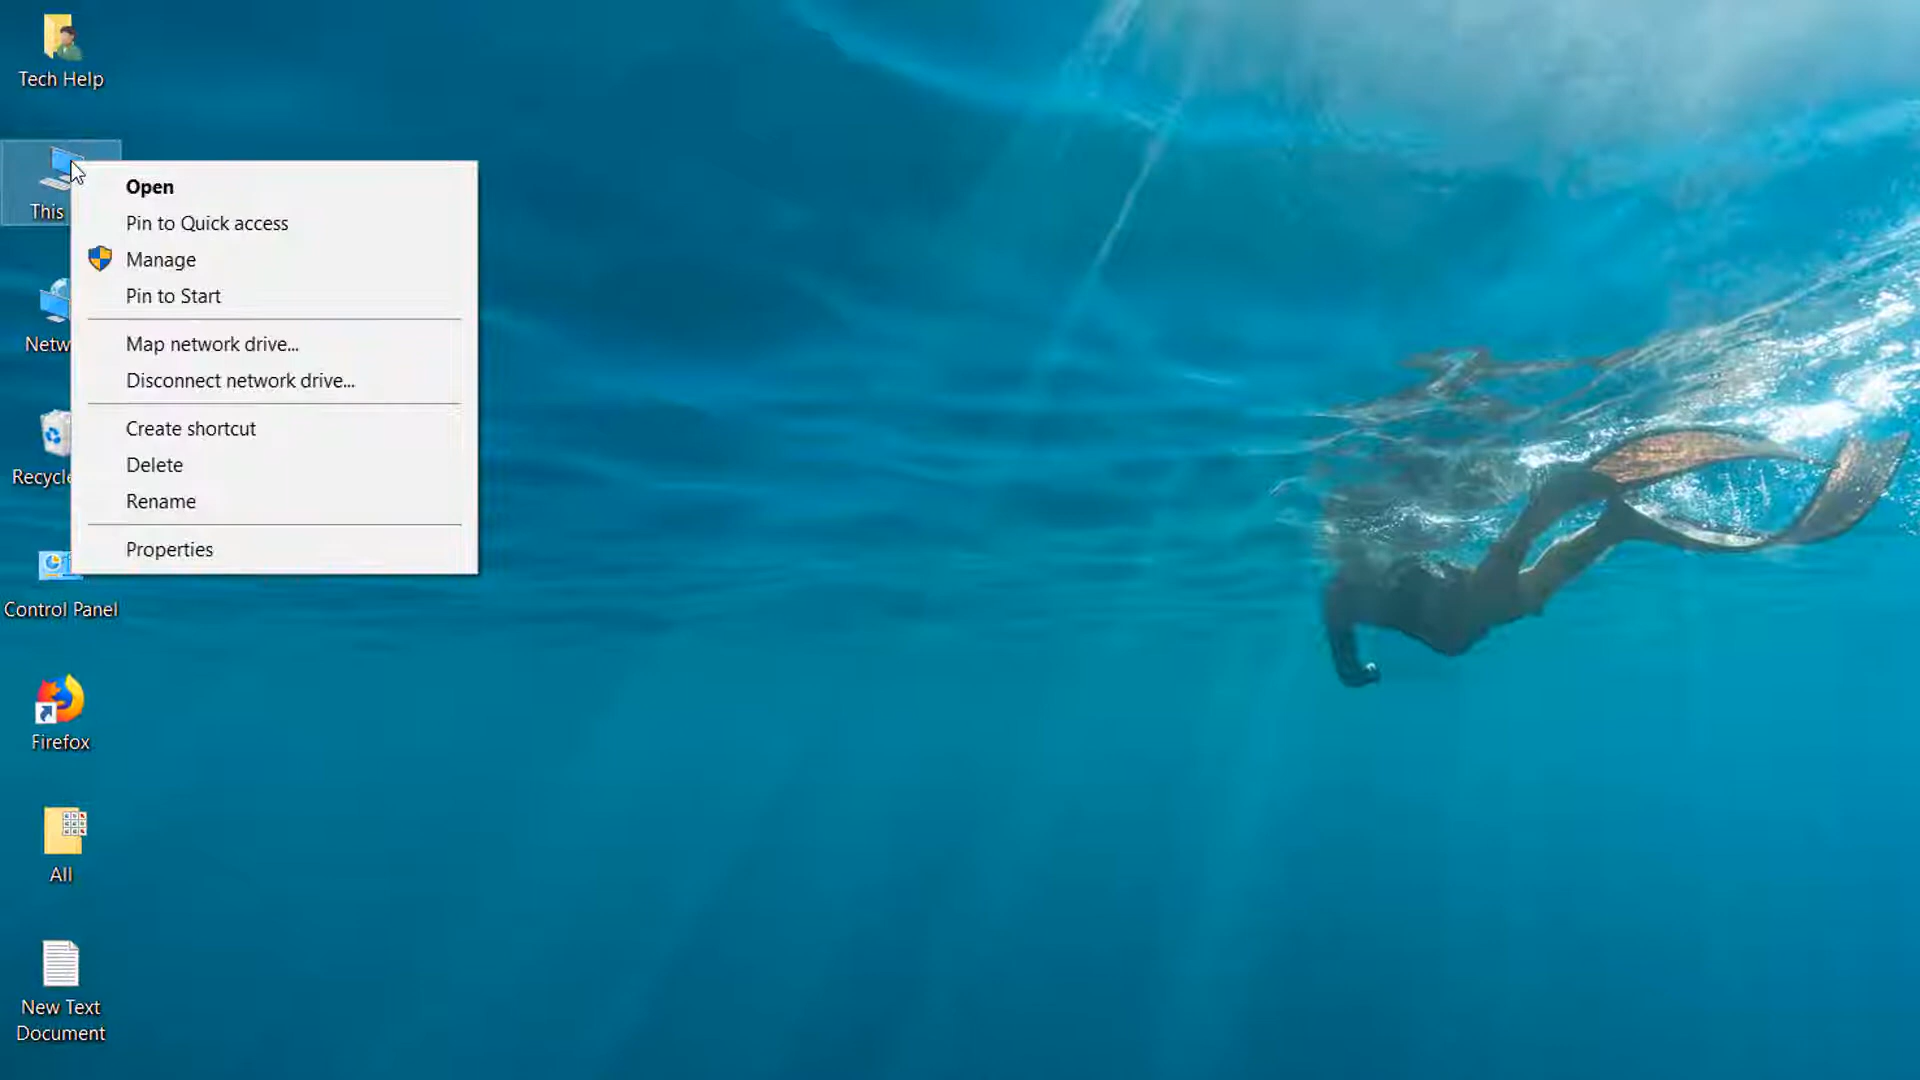 Tech Help
This
Netw
Recycle
Control Panel
Firefox
All
New Text
Document
Open
Pin to Quick access
Manage
Pin to Start
Map network drive...
Disconnect network drive...
Create shortcut
Delete
Rename
Properties